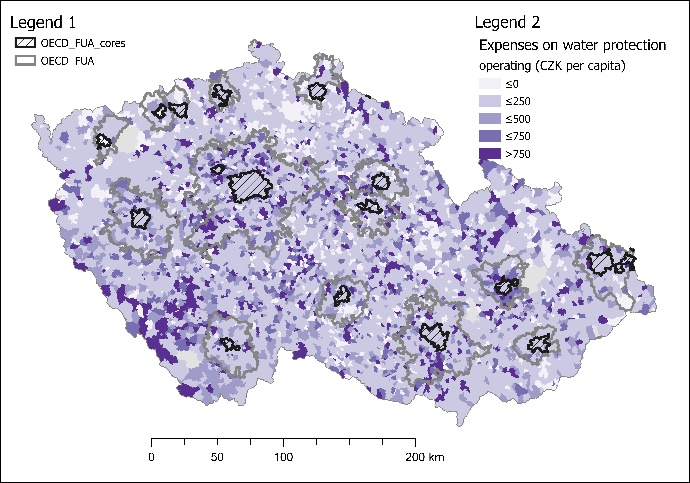 Legend 1
OECD_FUA_cores
OECD_FUA
Legend 2
Expenses on water protection
operating (CZK per capita)
≤0
≤250
≤500
≤750
>750
0 50 100 200 km